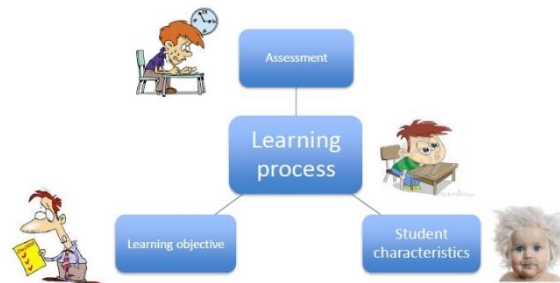 Assessment
Learning
process
Learning objective
Student
characteristics